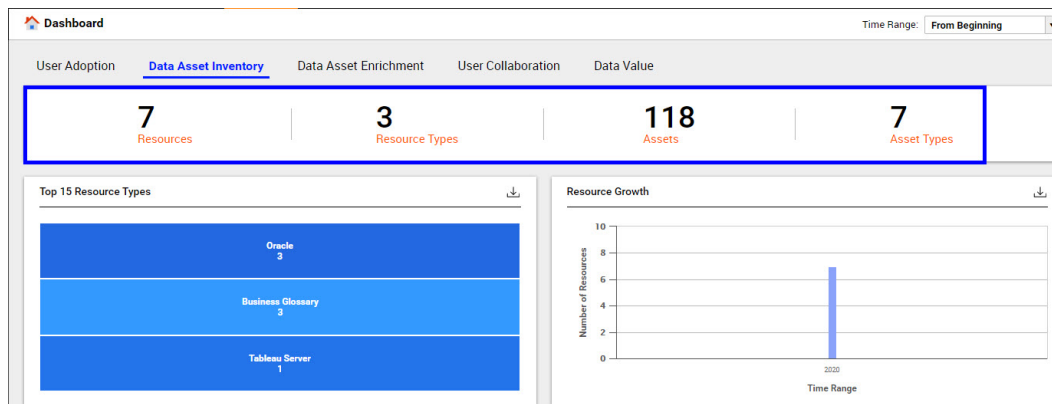 Dashboard
Time Range: From Beginning
User Adoption Data Asset Inventory Data Asset Enrichment User Collaboration Data Value
7 3 118 7
Resources Resource Types Assets Asset Types
Top 15 Resource Types
Oracle
3
Business Glossary
3
Tableau Server
1
Resource Growth
10
8
6
4
2
0
Number of Resources
2020
Time Range